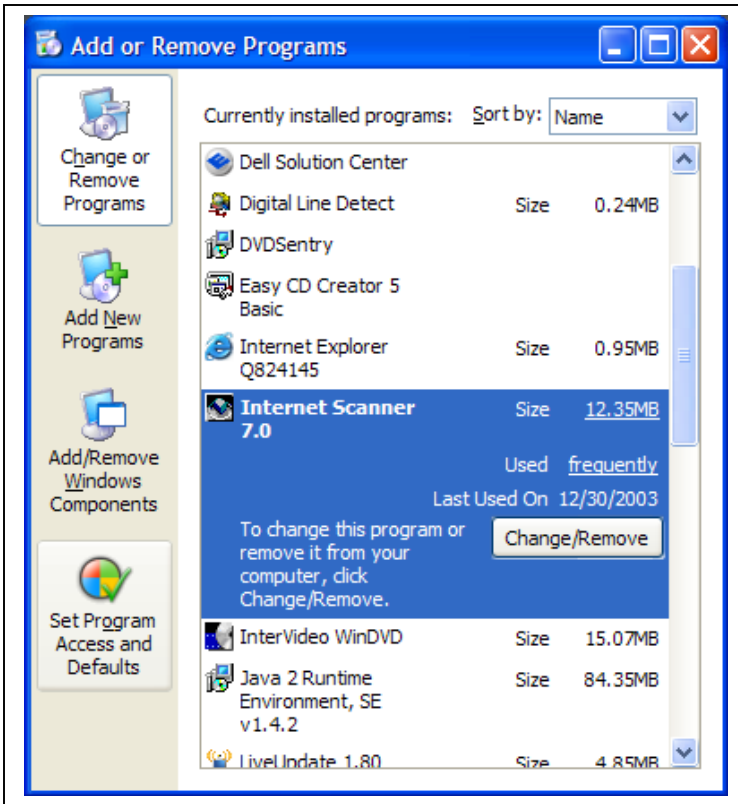 Add or Remove Programs
Change or
Remove
Programs
Add New
Programs
Add/Remove
Windows
Components
Set Program
Access and
Defaults
Currently installed programs: Sort by: Name
Dell Solution Center
Digital Line Detect Size 0.24MB
DVDSentry
Easy CD Creator 5
Basic
Internet Explorer Size 0.95MB
Q824145
Internet Scanner Size 12.35MB
7.0
Used frequently
Last Used On 12/30/2003
To change this program or
remove it from your
computer, click
Change/Remove.
Change/Remove
InterVideo WinDVD Size 15.07MB
Java 2 Runtime Size 84.35MB
Environment, SE
v1.4.2
LiveUpdate 1.80 Size 4.85MB